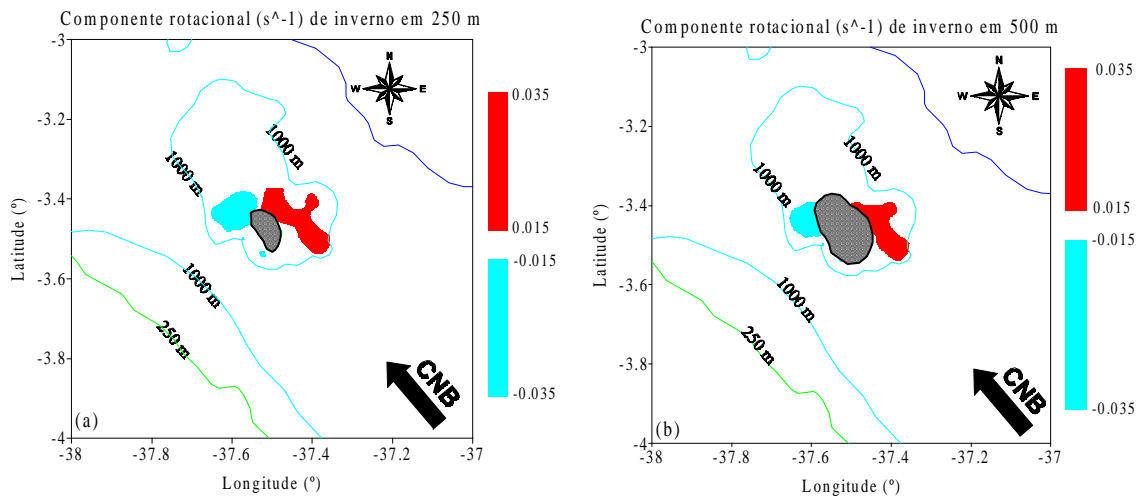 Componente rotacional (s^-1) de inverno em 250 m
-3
-3.2
-3.4
-3.6
-3.8
-4
Latitude (º)
N
W
E
S
1000 m
1000 m
1000 m
250 m
CNB
(a)
-38
-37.8
-37.6
-37.4
-37.2
-37
Longitude (º)
0.035
0.015
-0.015
-0.035
Componente rotacional (s^-1) de inverno em 500 m
-3
-3.2
-3.4
-3.6
-3.8
-4
Latitude (º)
N
W
E
S
1000 m
1000 m
1000 m
250 m
CNB
(b)
-38
-37.8
-37.6
-37.4
-37.2
-37
Longitude (º)
0.035
0.015
-0.015
-0.035